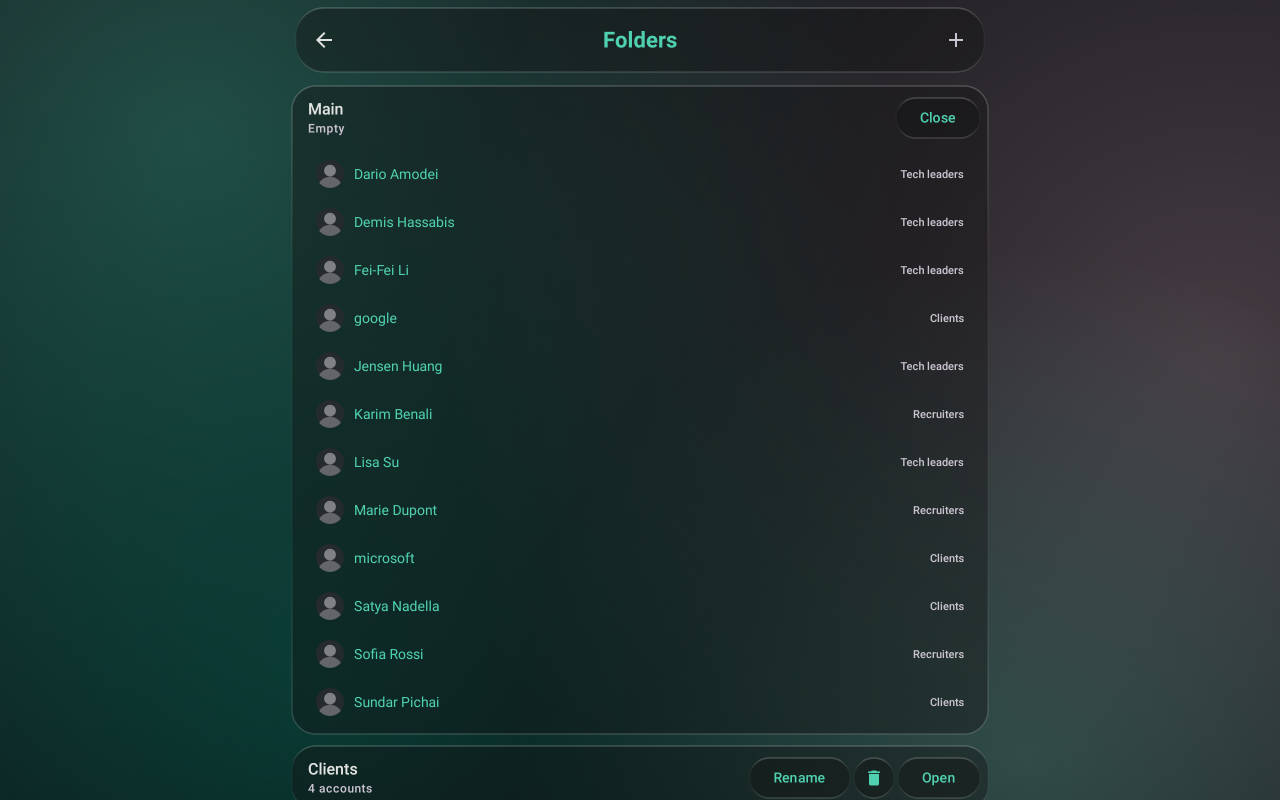 Folders
Main
Empty
Close
Dario Amodei Tech leaders
Demis Hassabis Tech leaders
Fei-Fei Li Tech leaders
google Clients
Jensen Huang Tech leaders
Karim Benali Recruiters
Lisa Su Tech leaders
Marie Dupont Recruiters
microsoft Clients
Satya Nadella Clients
Sofia Rossi Recruiters
Sundar Pichai Clients
Clients
4 accounts
Rename Open